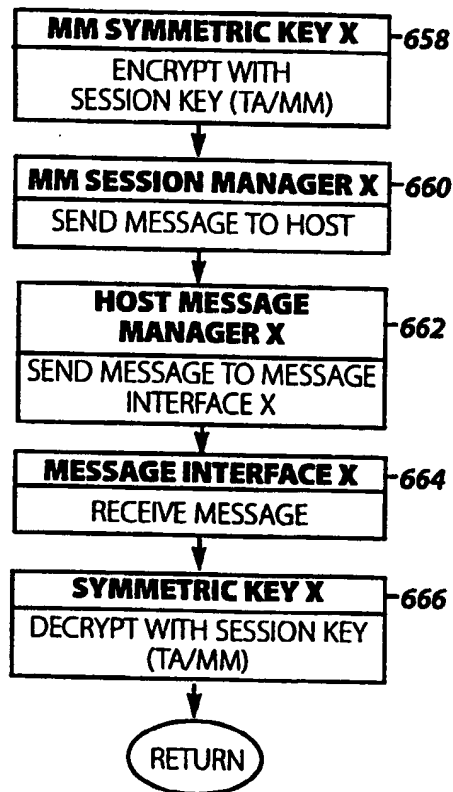 MM SYMMETRIC KEY X
658
ENCRYPT WITH
SESSION KEY (TA/MM)
MM SESSION MANAGER X
660
SEND MESSAGE TO HOST
HOST MESSAGE
MANAGER X
662
SEND MESSAGE TO MESSAGE
INTERFACE X
MESSAGE INTERFACE X
664
RECEIVE MESSAGE
SYMMETRIC KEY X
666
DECRYPT WITH SESSION KEY
(TA/MM)
RETURN